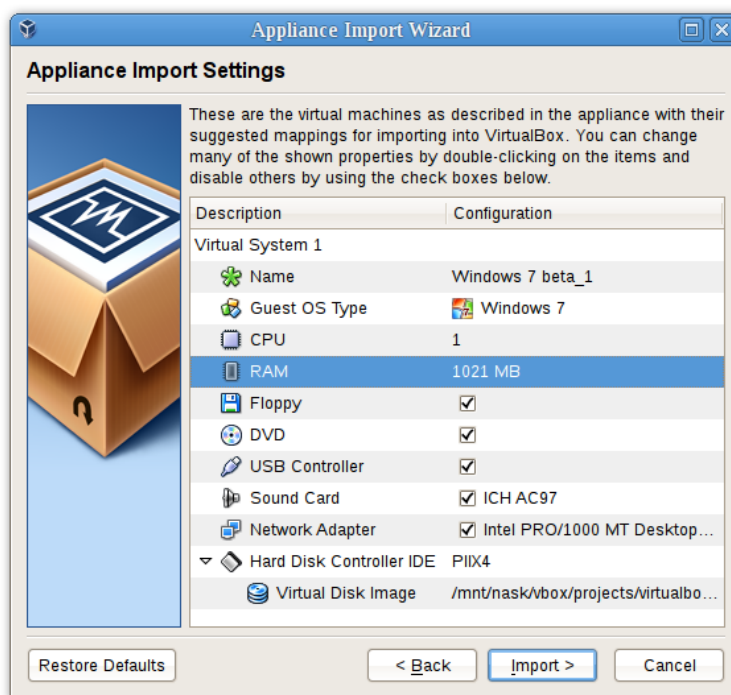 Appliance Import Wizard
Appliance Import Settings
These are the virtual machines as described in the appliance with their
suggested mappings for importing into VirtualBox. You can change
many of the shown properties by double-clicking on the items and
disable others by using the check boxes below.
Description Configuration
Virtual System 1
Name Windows 7 beta_1
Guest OS Type Windows 7
CPU 1
RAM 1021 MB
Floppy
DVD
USB Controller
Sound Card ICH AC97
Network Adapter Intel PRO/1000 MT Desktop...
Hard Disk Controller IDE PIIX4
Virtual Disk Image /mnt/nask/vbox/projects/virtualbo...
Restore Defaults < Back Import > Cancel